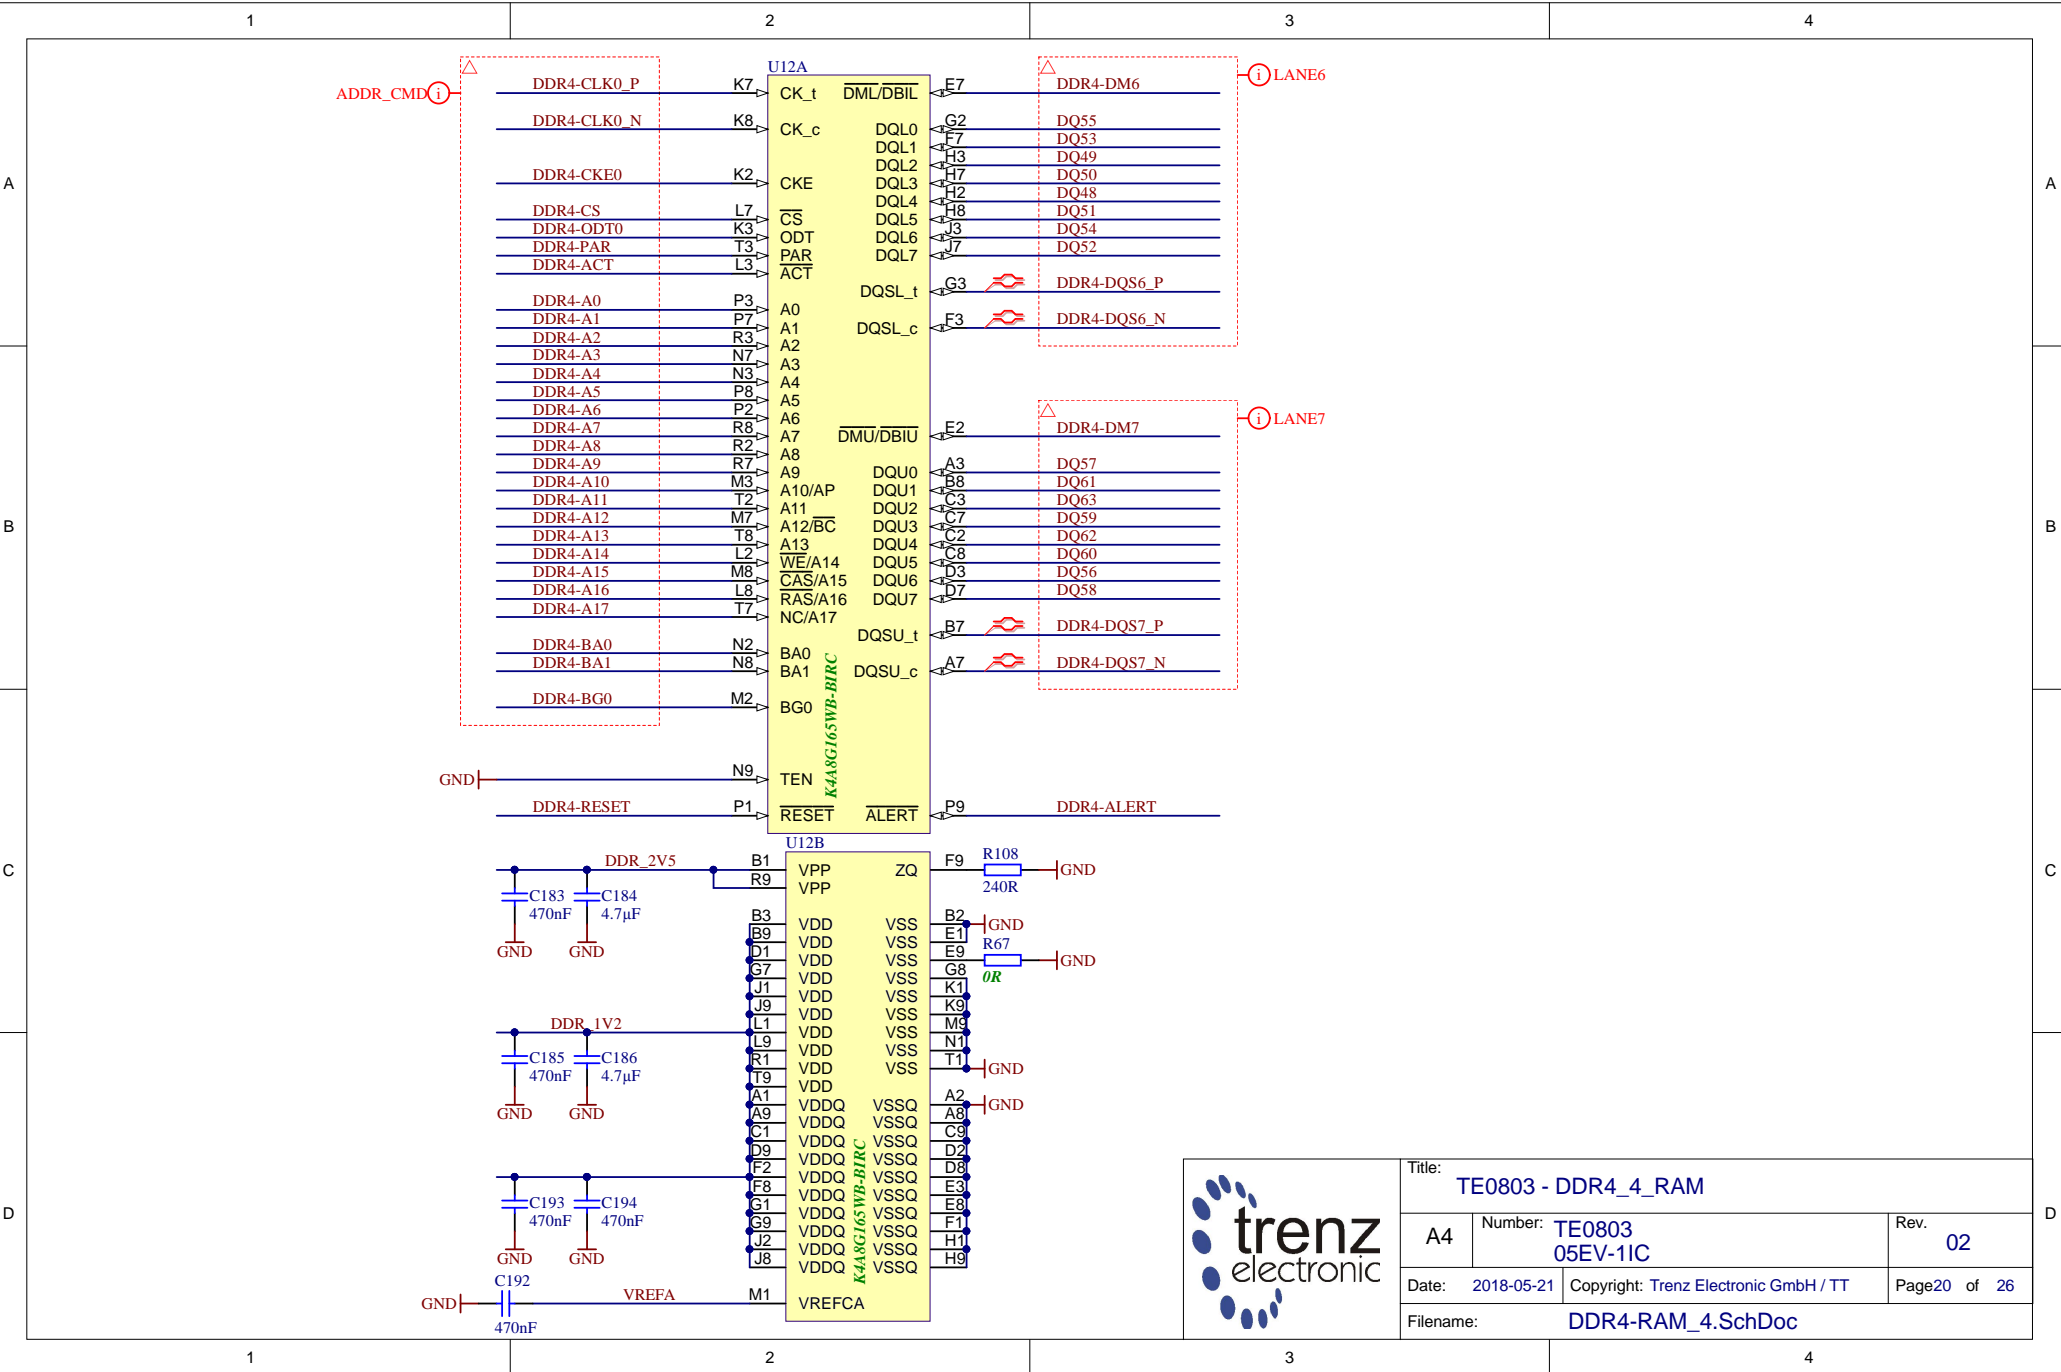 1 2 3 4
A A
B B
C C
D D
U12A
ADDR_CMD i
DDR4-CLK0_P K7 CK_t
DDR4-CLK0_N K8 CK_c
DDR4-CKE0 K2 CKE
DDR4-CS L7 CS
DDR4-ODT0 K3 ODT
DDR4-PAR T3 PAR
DDR4-ACT L3 ACT
DDR4-A0 P3 A0
DDR4-A1 P7 A1
DDR4-A2 R3 A2
DDR4-A3 N7 A3
DDR4-A4 N3 A4
DDR4-A5 P8 A5
DDR4-A6 P2 A6
DDR4-A7 R8 A7
DDR4-A8 R2 A8
DDR4-A9 R7 A9
DDR4-A10 M3 A10/AP
DDR4-A11 T2 A11
DDR4-A12 M7 A12/BC
DDR4-A13 T8 A13
DDR4-A14 L2 WE/A14
DDR4-A15 M8 CAS/A15
DDR4-A16 L8 RAS/A16
DDR4-A17 T7 NC/A17
DDR4-BA0 N2 BA0
DDR4-BA1 N8 BA1
DDR4-BG0 M2 BG0
GND N9 TEN
DDR4-RESET P1 RESET
K4A8G165WB-BIRC
i LANE6
DML/DBIL E7 DDR4-DM6
DQL0 G2 DQ55
DQL1 F7 DQ53
DQL2 H3 DQ49
DQL3 H7 DQ50
DQL4 H2 DQ48
DQL5 H8 DQ51
DQL6 J3 DQ54
DQL7 J7 DQ52
DQSL_t G3 DDR4-DQS6_P
DQSL_c F3 DDR4-DQS6_N
i LANE7
DMU/DBIU E2 DDR4-DM7
DQU0 A3 DQ57
DQU1 B8 DQ61
DQU2 C3 DQ63
DQU3 C7 DQ59
DQU4 C2 DQ62
DQU5 C8 DQ60
DQU6 D3 DQ56
DQU7 D7 DQ58
DQSU_t B7 DDR4-DQS7_P
DQSU_c A7 DDR4-DQS7_N
ALERT P9 DDR4-ALERT
U12B
DDR_2V5 B1 VPP
R9 VPP
C183 470nF GND
C184 4.7µF GND
B3 VDD
B9 VDD
D1 VDD
G7 VDD
J1 VDD
J9 VDD
DDR_1V2 L1 VDD
L9 VDD
R1 VDD
T9 VDD
C185 470nF GND
C186 4.7µF GND
A1 VDDQ
A9 VDDQ
C1 VDDQ
D9 VDDQ
F2 VDDQ
F8 VDDQ
G1 VDDQ
G9 VDDQ
J2 VDDQ
J8 VDDQ
C193 470nF GND
C194 470nF GND
GND C192 470nF VREFA M1 VREFCA
K4A8G165WB-BIRC
ZQ F9 R108 240R GND
VSS B2 GND
VSS E1
VSS E9 R67 0R GND
VSS G8
VSS K1
VSS K9
VSS M9
VSS N1
VSS T1 GND
VSSQ A2 GND
VSSQ A8
VSSQ C9
VSSQ D2
VSSQ D8
VSSQ E3
VSSQ E8
VSSQ F1
VSSQ H1
VSSQ H9
trenz
electronic
Title:
TE0803 - DDR4_4_RAM
A4 Number: TE0803
05EV-1IC
Rev.
02
Date: 2018-05-21 Copyright: Trenz Electronic GmbH / TT Page20 of 26
Filename: DDR4-RAM_4.SchDoc
1 2 3 4